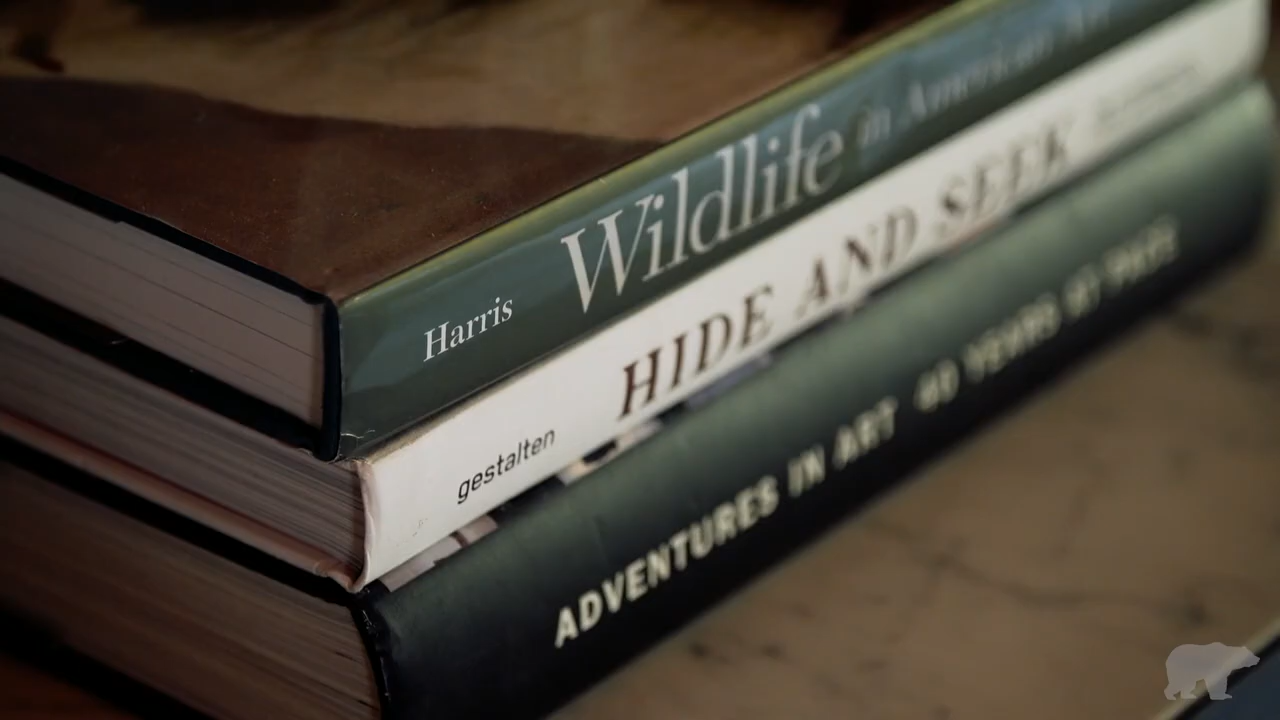 Harris Wildlife in American Art
gestalten HIDE AND SEEK
ADVENTURES IN ART 40 YEARS AT PACE